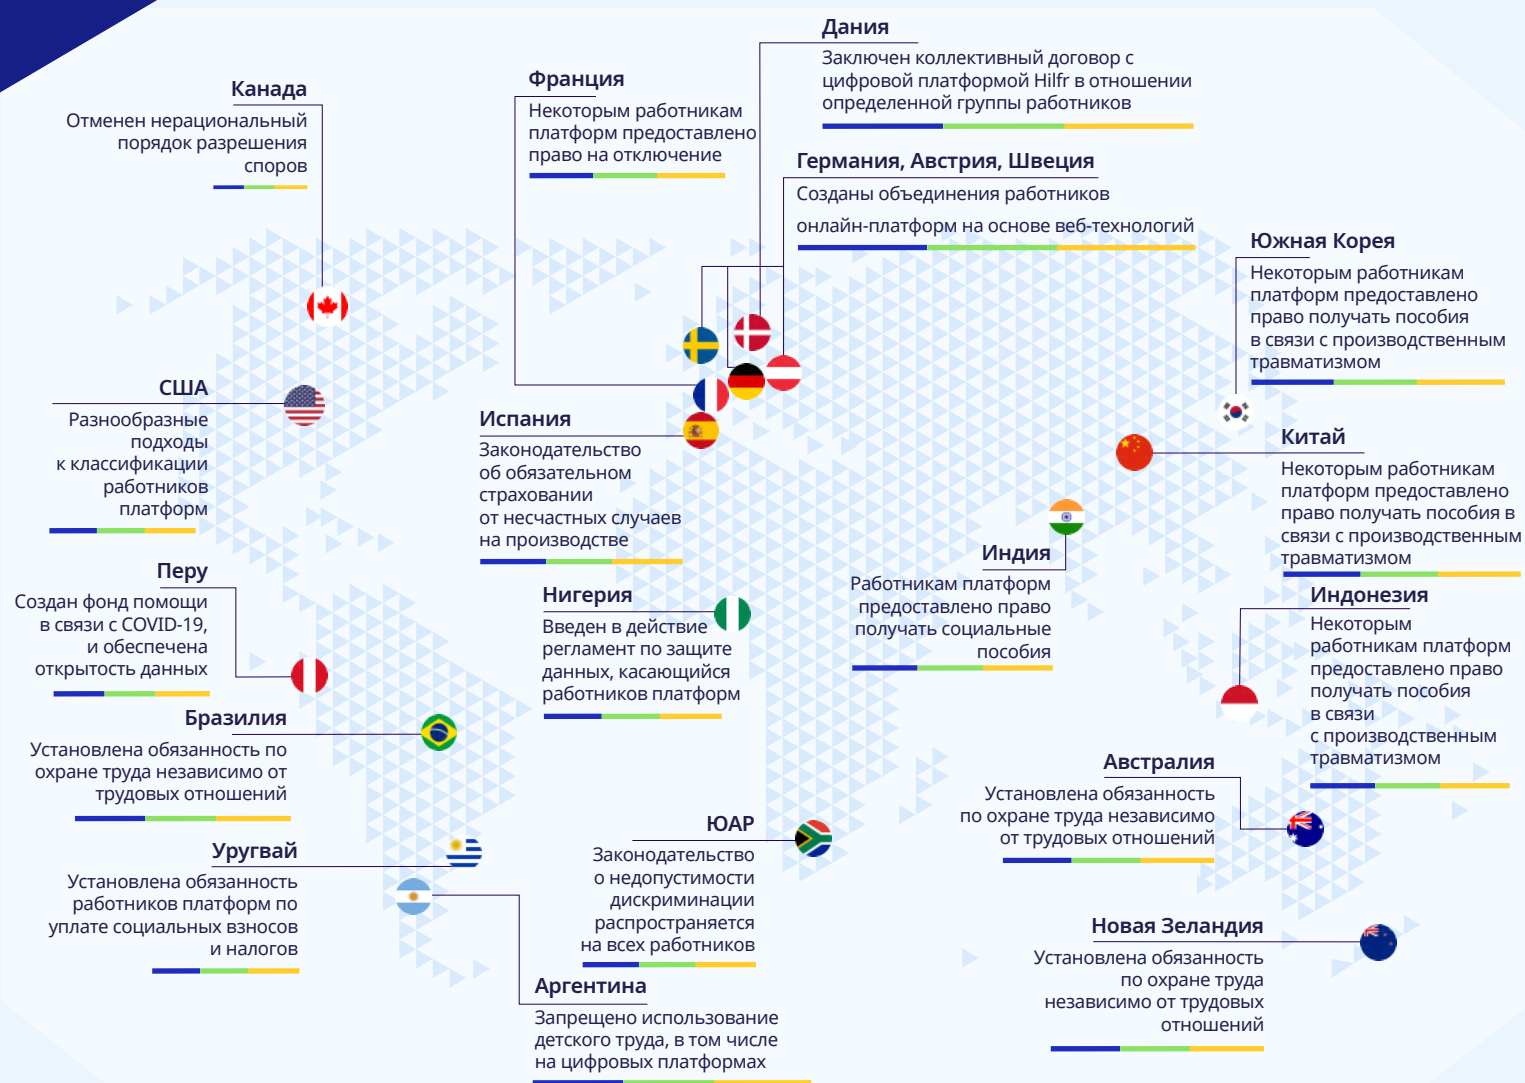 Дания
Заключен коллективный договор с
цифровой платформой Hilfr в отношении
определенной группы работников
Франция
Некоторым работникам
платформ предоставлено
право на отключение
Канада
Отменен нерациональный
порядок разрешения
споров
Германия, Австрия, Швеция
Созданы объединения работников
онлайн-платформ на основе веб-технологий
Южная Корея
Некоторым работникам
платформ предоставлено
право получать пособия
в связи с производственным
травматизмом
США
Разнообразные
подходы
к классификации
работников
платформ
Испания
Законодательство
об обязательном
страховании
от несчастных случаев
на производстве
Китай
Некоторым работникам
платформ предоставлено
право получать пособия в
связи с производственным
травматизмом
Индия
Работникам платформ
предоставлено право
получать социальные
пособия
Перу
Создан фонд помощи
в связи с COVID-19,
и обеспечена
открытость данных
Нигерия
Введен в действие
регламент по защите
данных, касающийся
работников платформ
Индонезия
Некоторым
работникам платформ
предоставлено право
получать пособия
в связи
с производственным
травматизмом
Бразилия
Установлена обязанность по
охране труда независимо от
трудовых отношений
Австралия
Установлена обязанность
по охране труда независимо
от трудовых отношений
ЮАР
Законодательство
о недопустимости
дискриминации
распространяется
на всех работников
Уругвай
Установлена обязанность
работников платформ по
уплате социальных взносов
и налогов
Новая Зеландия
Установлена обязанность
по охране труда
независимо от трудовых
отношений
Аргентина
Запрещено использование
детского труда, в том числе
на цифровых платформах